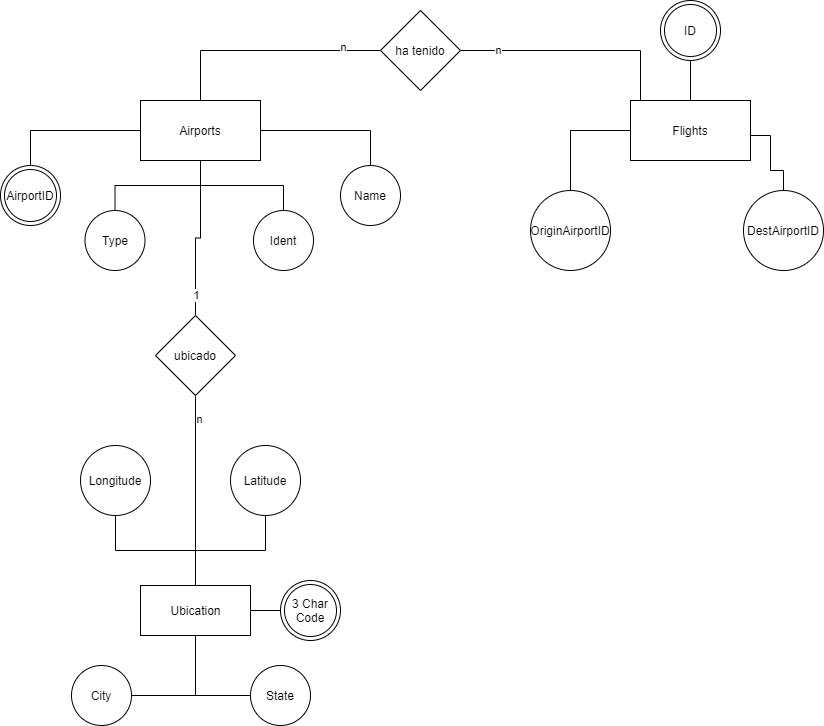 ha tenido
n
n
ID
Airports
Flights
AirportID
Name
Type
Ident
OriginAirportID
DestAirportID
1
ubicado
n
Longitude
Latitude
Ubication
3 Char
Code
City
State